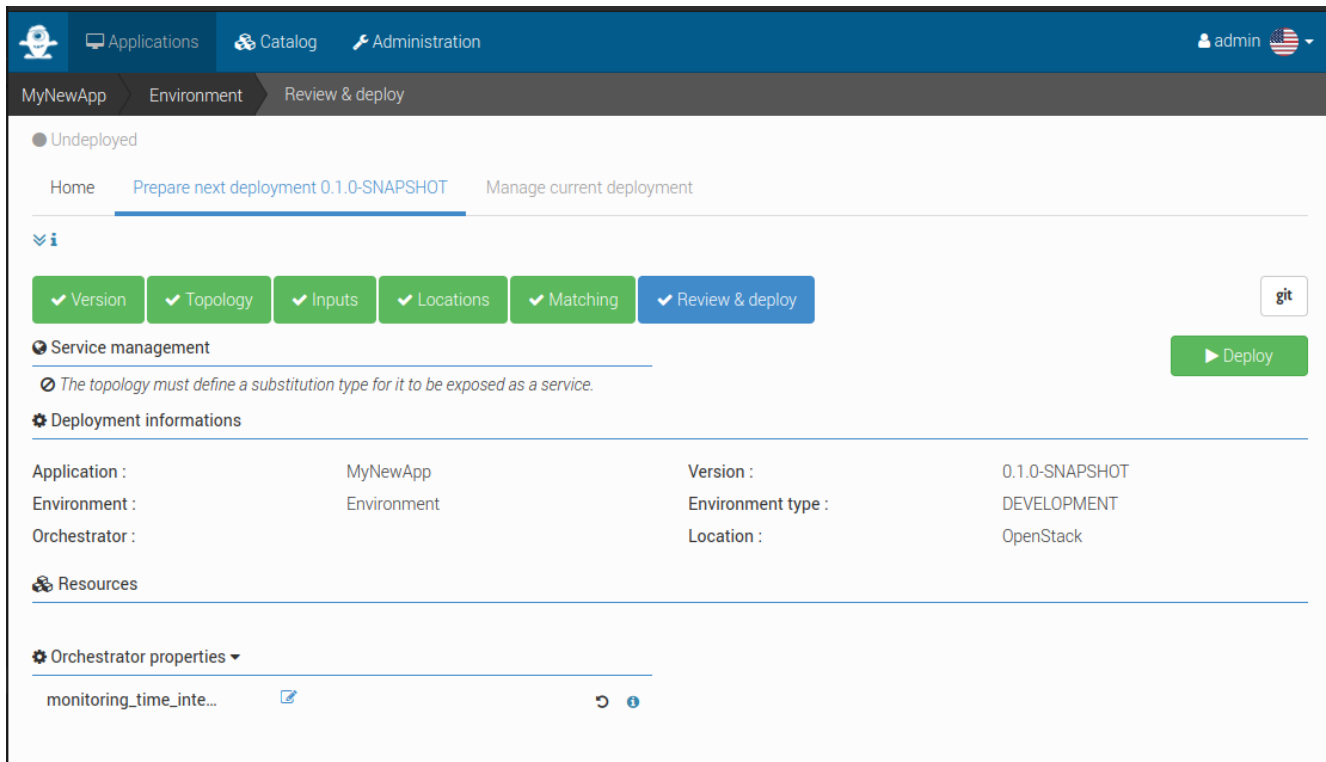 Applications Catalog Administration admin
MyNewApp Environment Review & deploy
Undeployed
Home Prepare next deployment 0.1.0-SNAPSHOT Manage current deployment
Version Topology Inputs Locations Matching Review & deploy git
Service management Deploy
The topology must define a substitution type for it to be exposed as a service.
Deployment informations
Application : MyNewApp Version : 0.1.0-SNAPSHOT
Environment : Environment Environment type : DEVELOPMENT
Orchestrator : Location : OpenStack
Resources
Orchestrator properties
monitoring_time_inte...